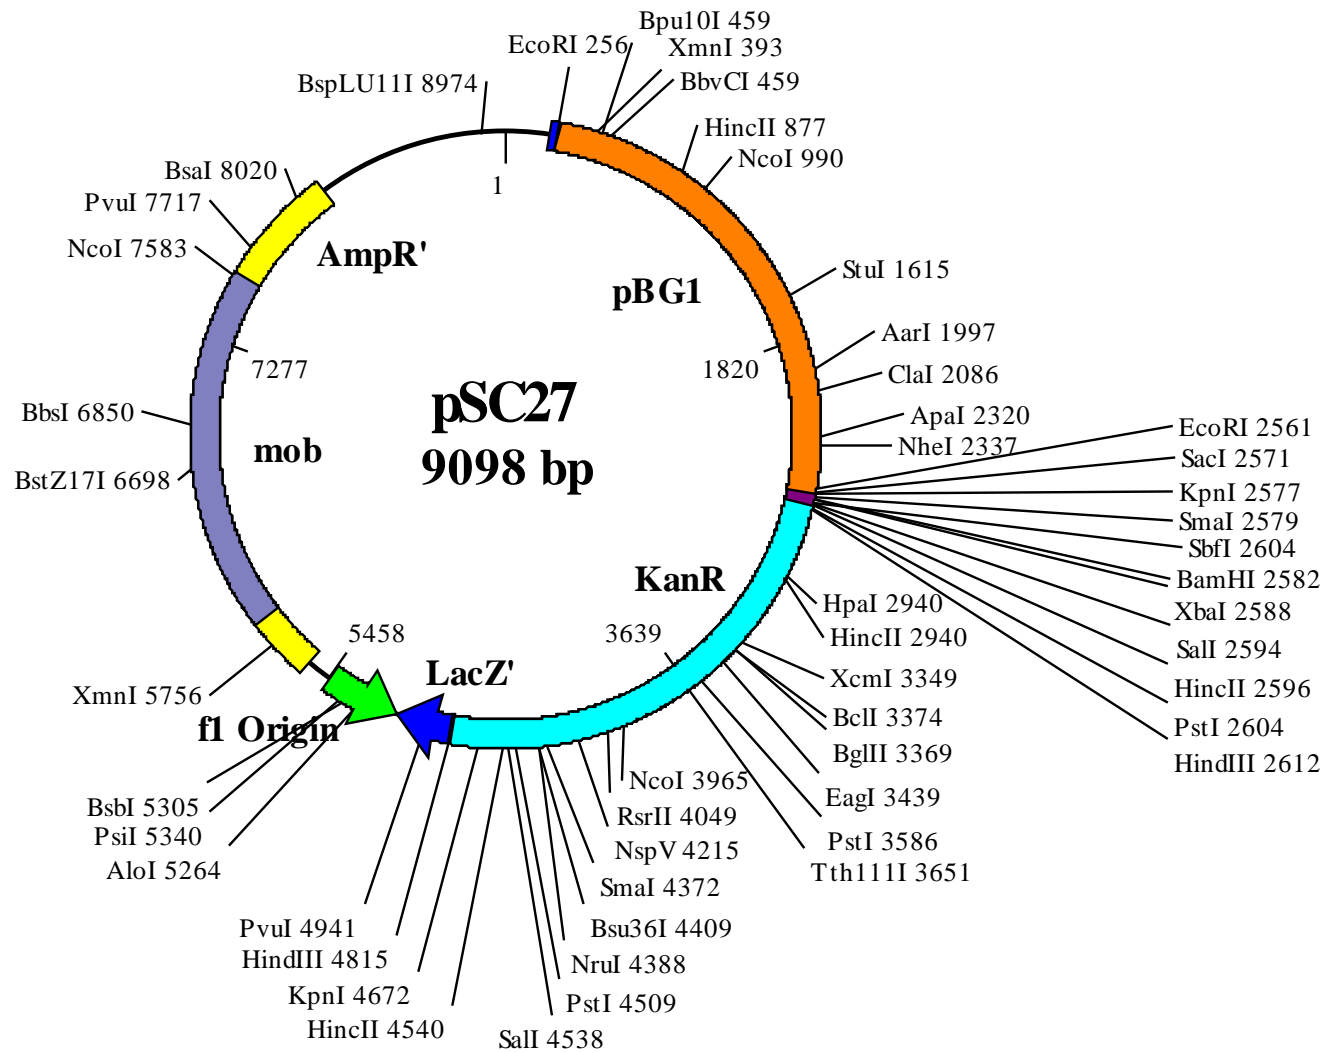 Bpu10I 459
EcoRI 256
XmnI 393
BspLU11I 8974
BbvCI 459
HincII 877
NcoI 990
BsaI 8020
PvuI 7717
1
NcoI 7583
AmpR'
pBG1
StuI 1615
AarI 1997
7277
1820
ClaI 2086
pSC27
9098 bp
BbsI 6850
ApaI 2320
NheI 2337
mob
BstZ17I 6698
EcoRI 2561
SacI 2571
KpnI 2577
SmaI 2579
SbfI 2604
BamHI 2582
XbaI 2588
SalI 2594
HincII 2596
PstI 2604
HindIII 2612
KanR
HpaI 2940
HincII 2940
5458
3639
LacZ'
XcmI 3349
BclI 3374
BglII 3369
EagI 3439
PstI 3586
Tth111I 3651
XmnI 5756
f1 Origin
NcoI 3965
RsrII 4049
NspV 4215
SmaI 4372
Bsu36I 4409
NruI 4388
PstI 4509
SalI 4538
BsbI 5305
PsiI 5340
AloI 5264
PvuI 4941
HindIII 4815
KpnI 4672
HincII 4540